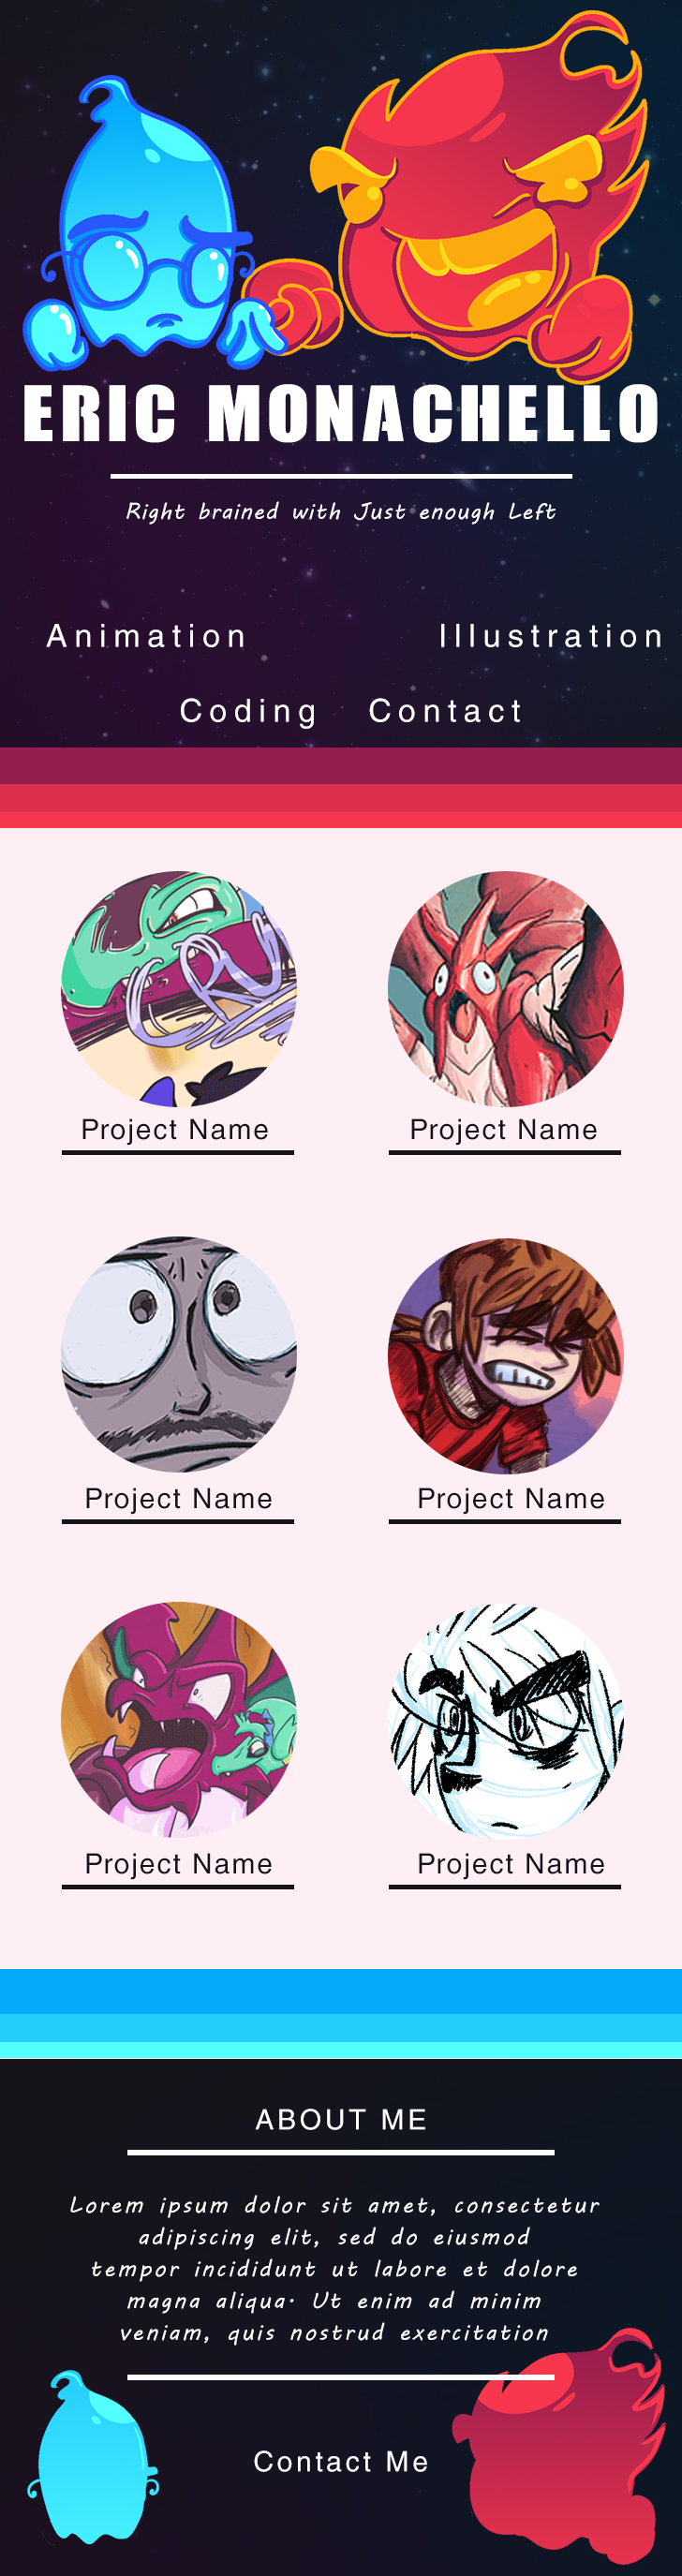 ERIC MONACHELLO
Right brained with Just enough Left
Animation Illustration
Coding Contact
CRU
Project Name Project Name
Project Name Project Name
Project Name Project Name
ABOUT ME
Lorem ipsum dolor sit amet, consectetur
adipiscing elit, sed do eiusmod
tempor incididunt ut labore et dolore
magna aliqua. Ut enim ad minim
veniam, quis nostrud exercitation
Contact Me